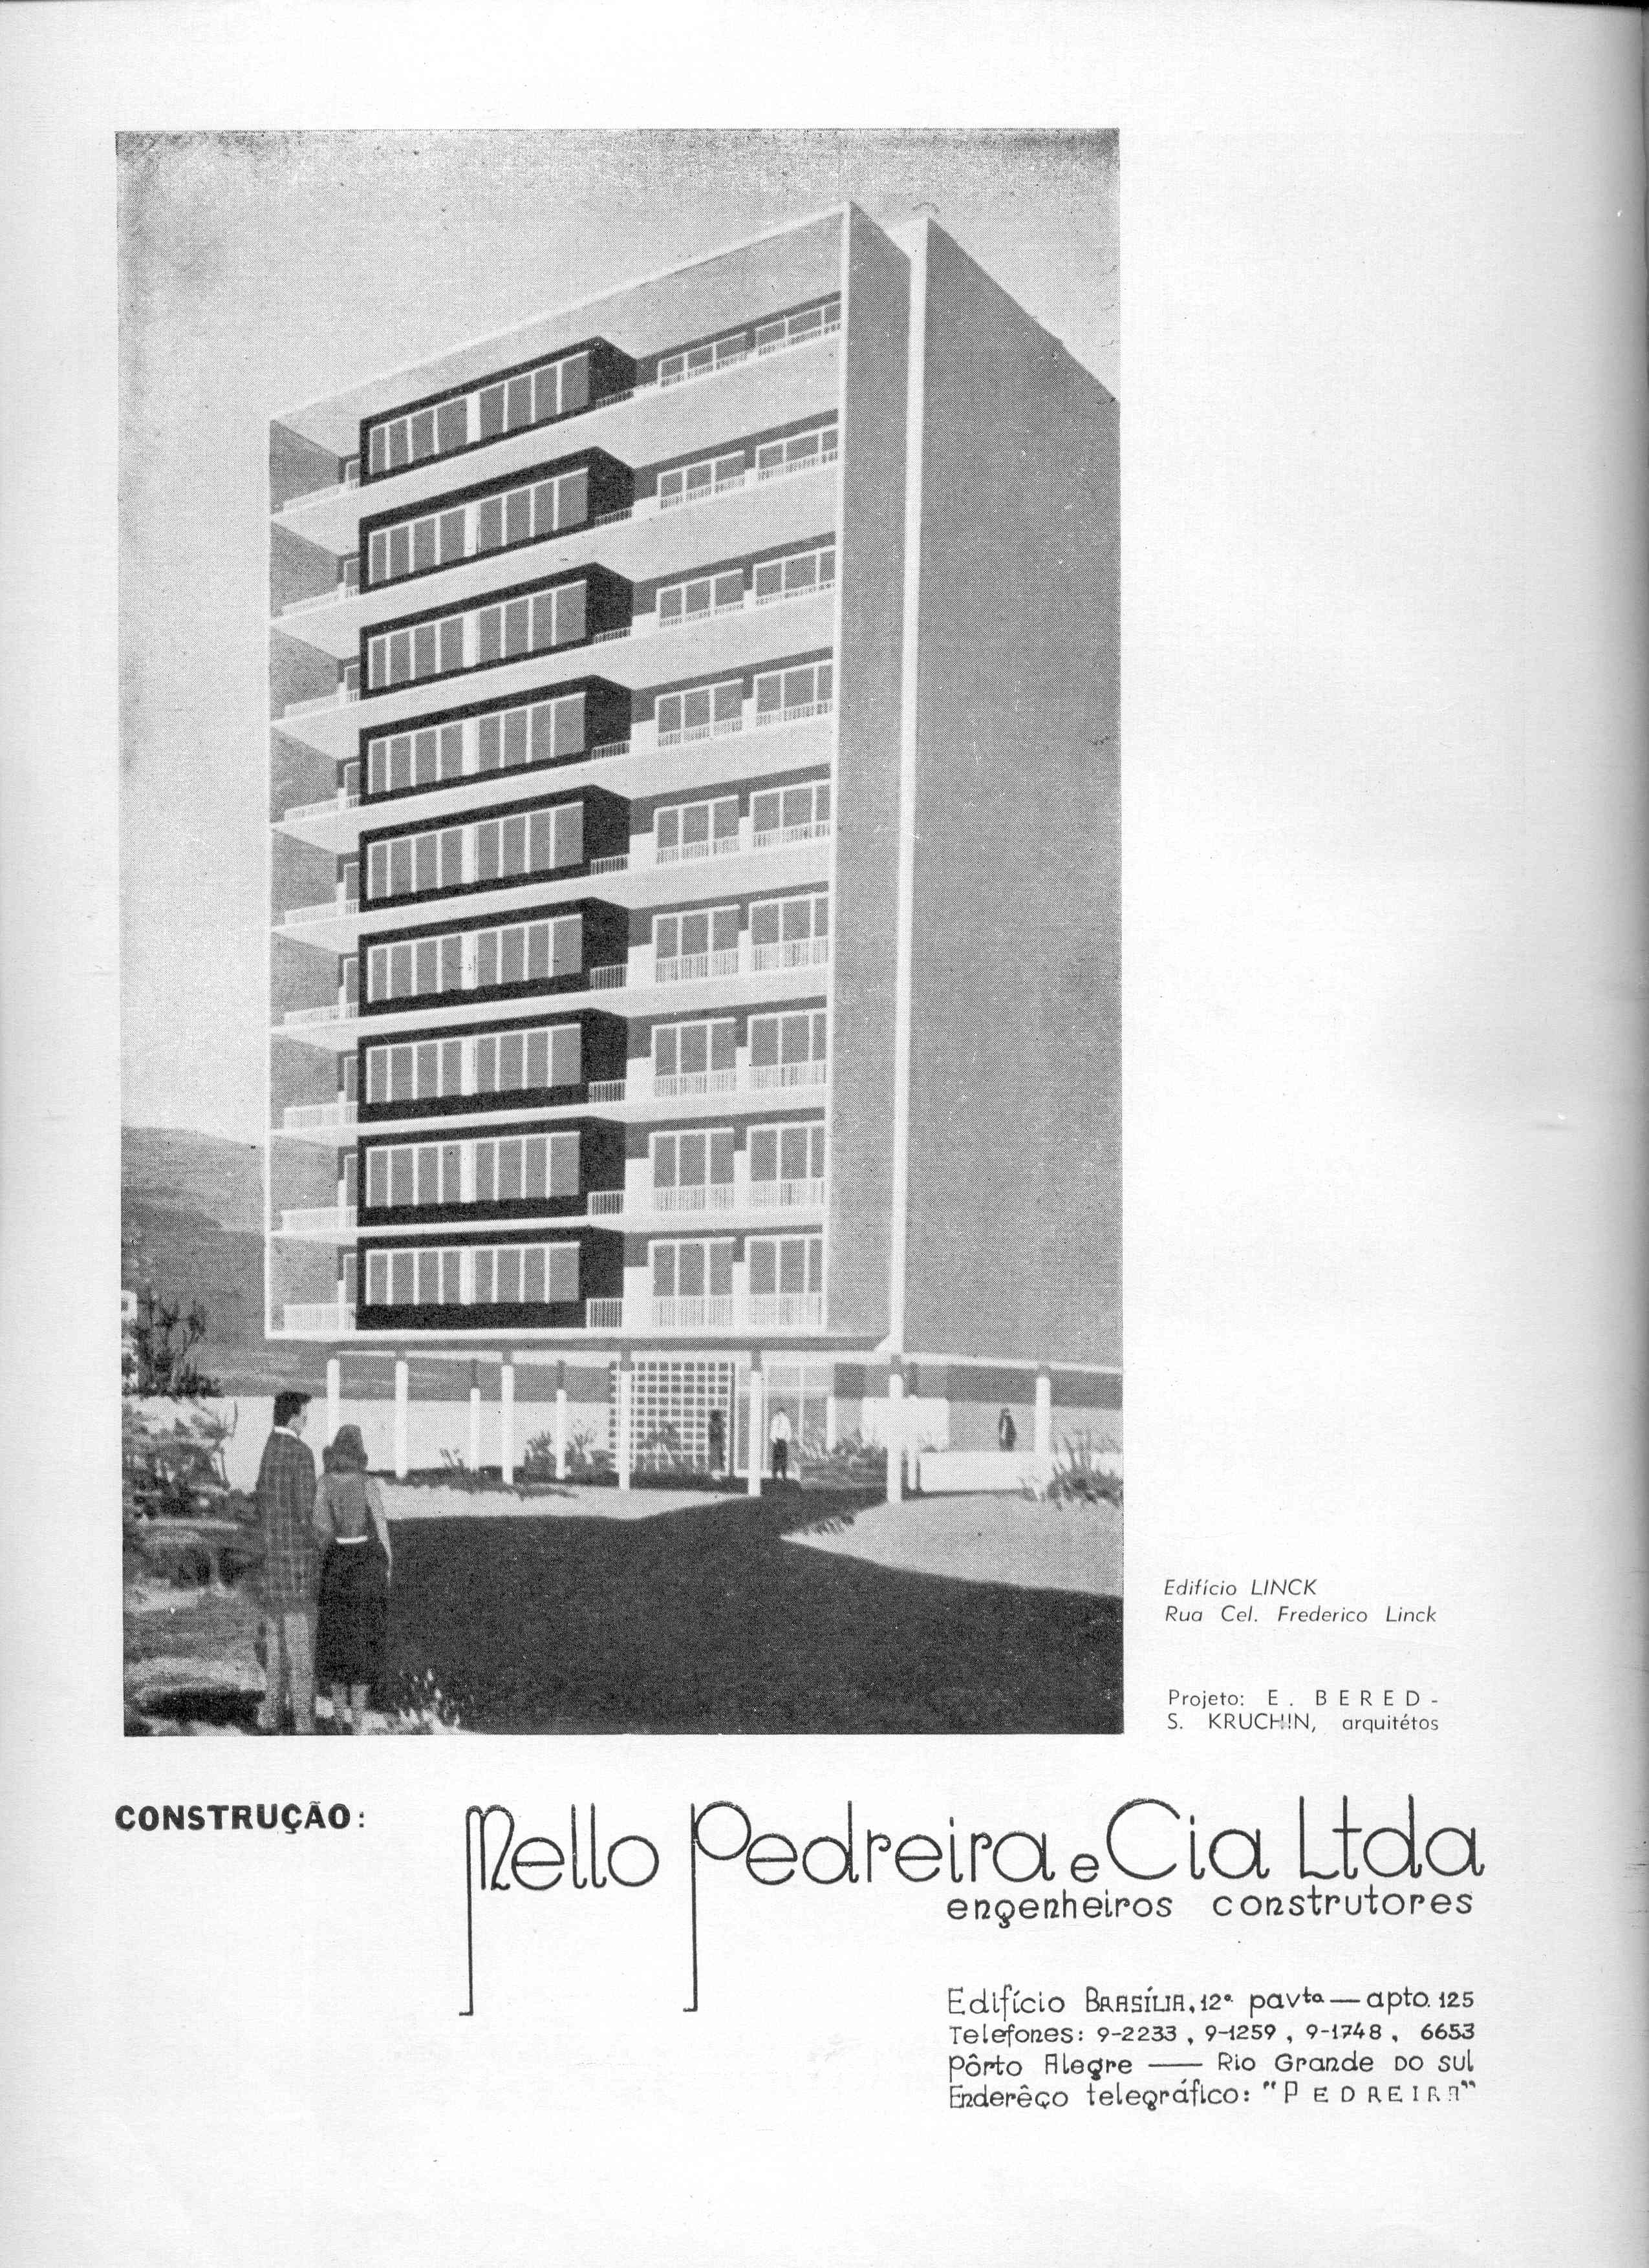 Edifício LINCK
Rua Cel. Frederico Linck
Projeto: E. BERED-
S. KRUCHIN, arquitétos
CONSTRUÇÃO:
Mello Pedreira e Cia Ltda
engenheiros construtores
Edifício BRASÍLIA, 12º pavto — apto. 125
Telefones: 9-2233, 9-1259, 9-1748, 6653
Pôrto Alegre — Rio Grande do Sul
Enderêço telegráfico: "PEDREIRA"